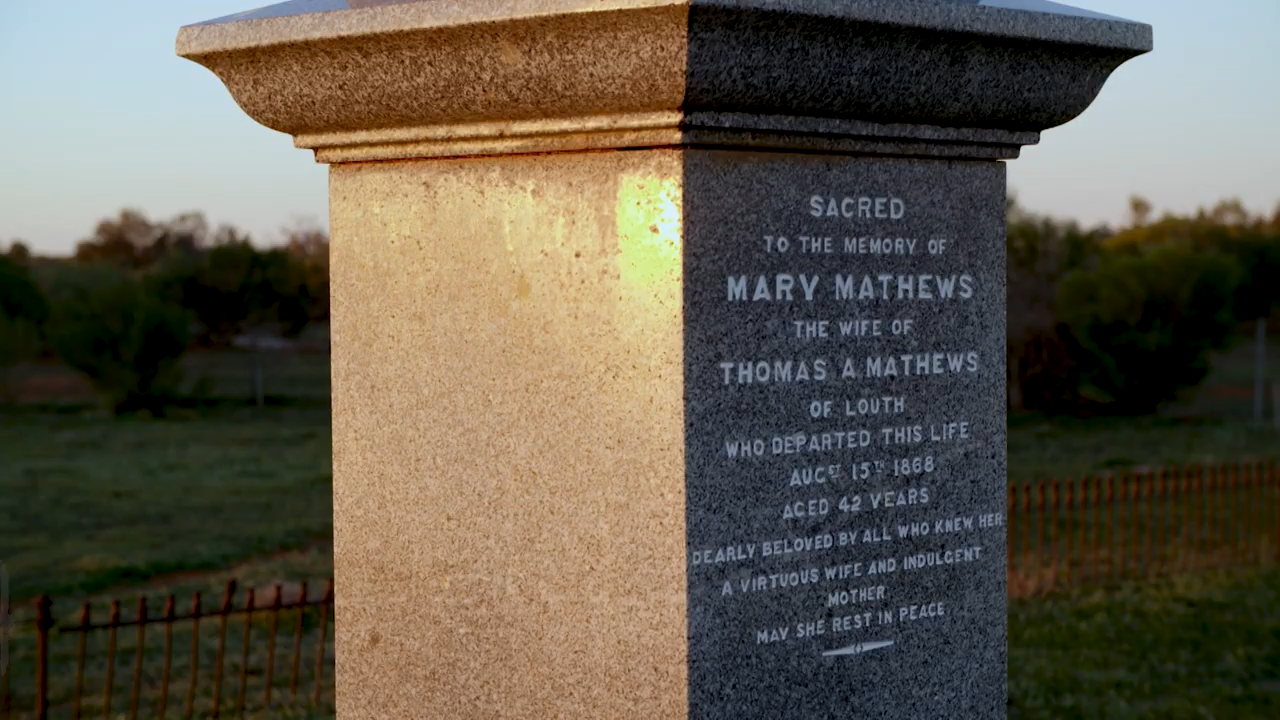 SACRED
TO THE MEMORY OF
MARY MATHEWS
THE WIFE OF
THOMAS A MATHEWS
OF LOUTH
WHO DEPARTED THIS LIFE
AUGST 15TH 1868
AGED 42 YEARS
DEARLY BELOVED BY ALL WHO KNEW HER
A VIRTUOUS WIFE AND INDULGENT
MOTHER
MAY SHE REST IN PEACE